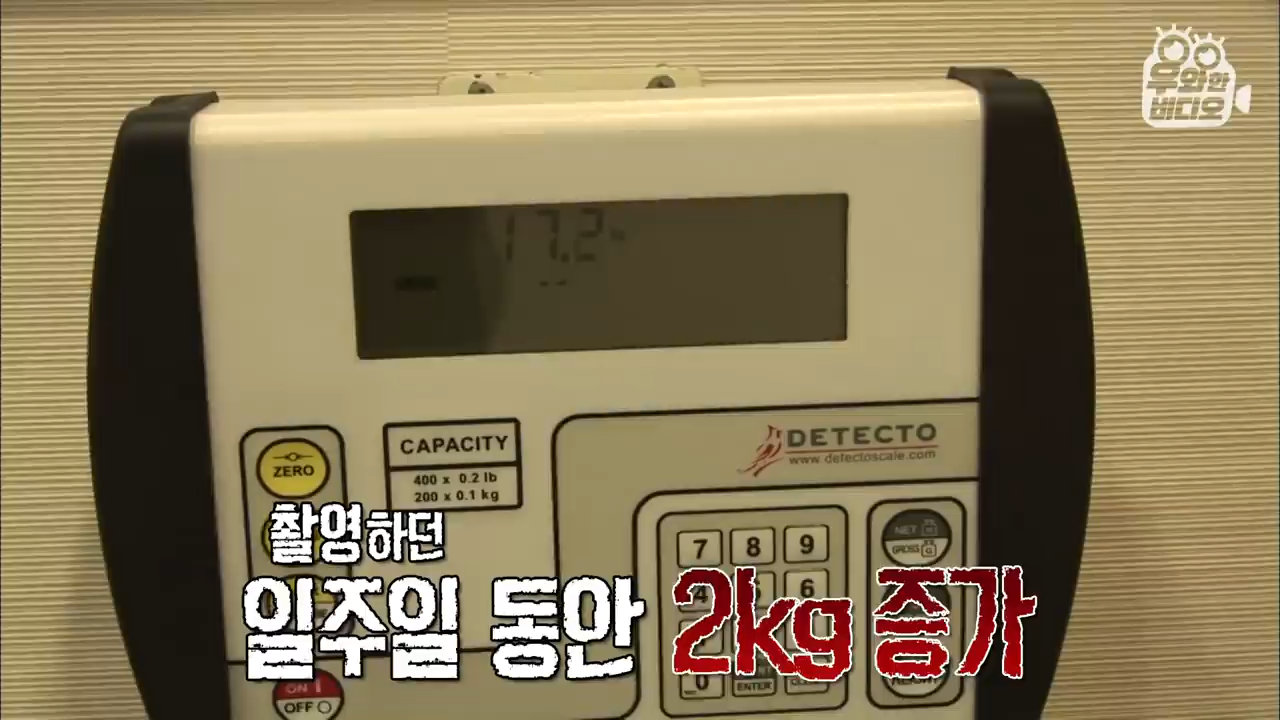 우와한
비디오
17.2
ZERO
CAPACITY
400 x 0.2 lb
200 x 0.1 kg
DETECTO
www.detectoscale.com
7 8 9
4 6
0 ENTER
NET
GROSS G
ON I
OFF O
촬영하던
일주일 동안 2kg 증가